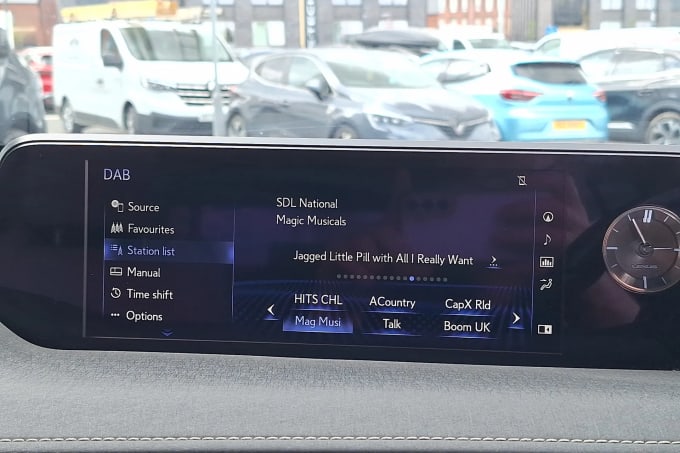 DAB
Source
Favourites
Station list
Manual
Time shift
Options
SDL National
Magic Musicals
Jagged Little Pill with All I Really Want
HITS CHL
ACountry
CapX Rld
Mag Musi
Talk
Boom UK